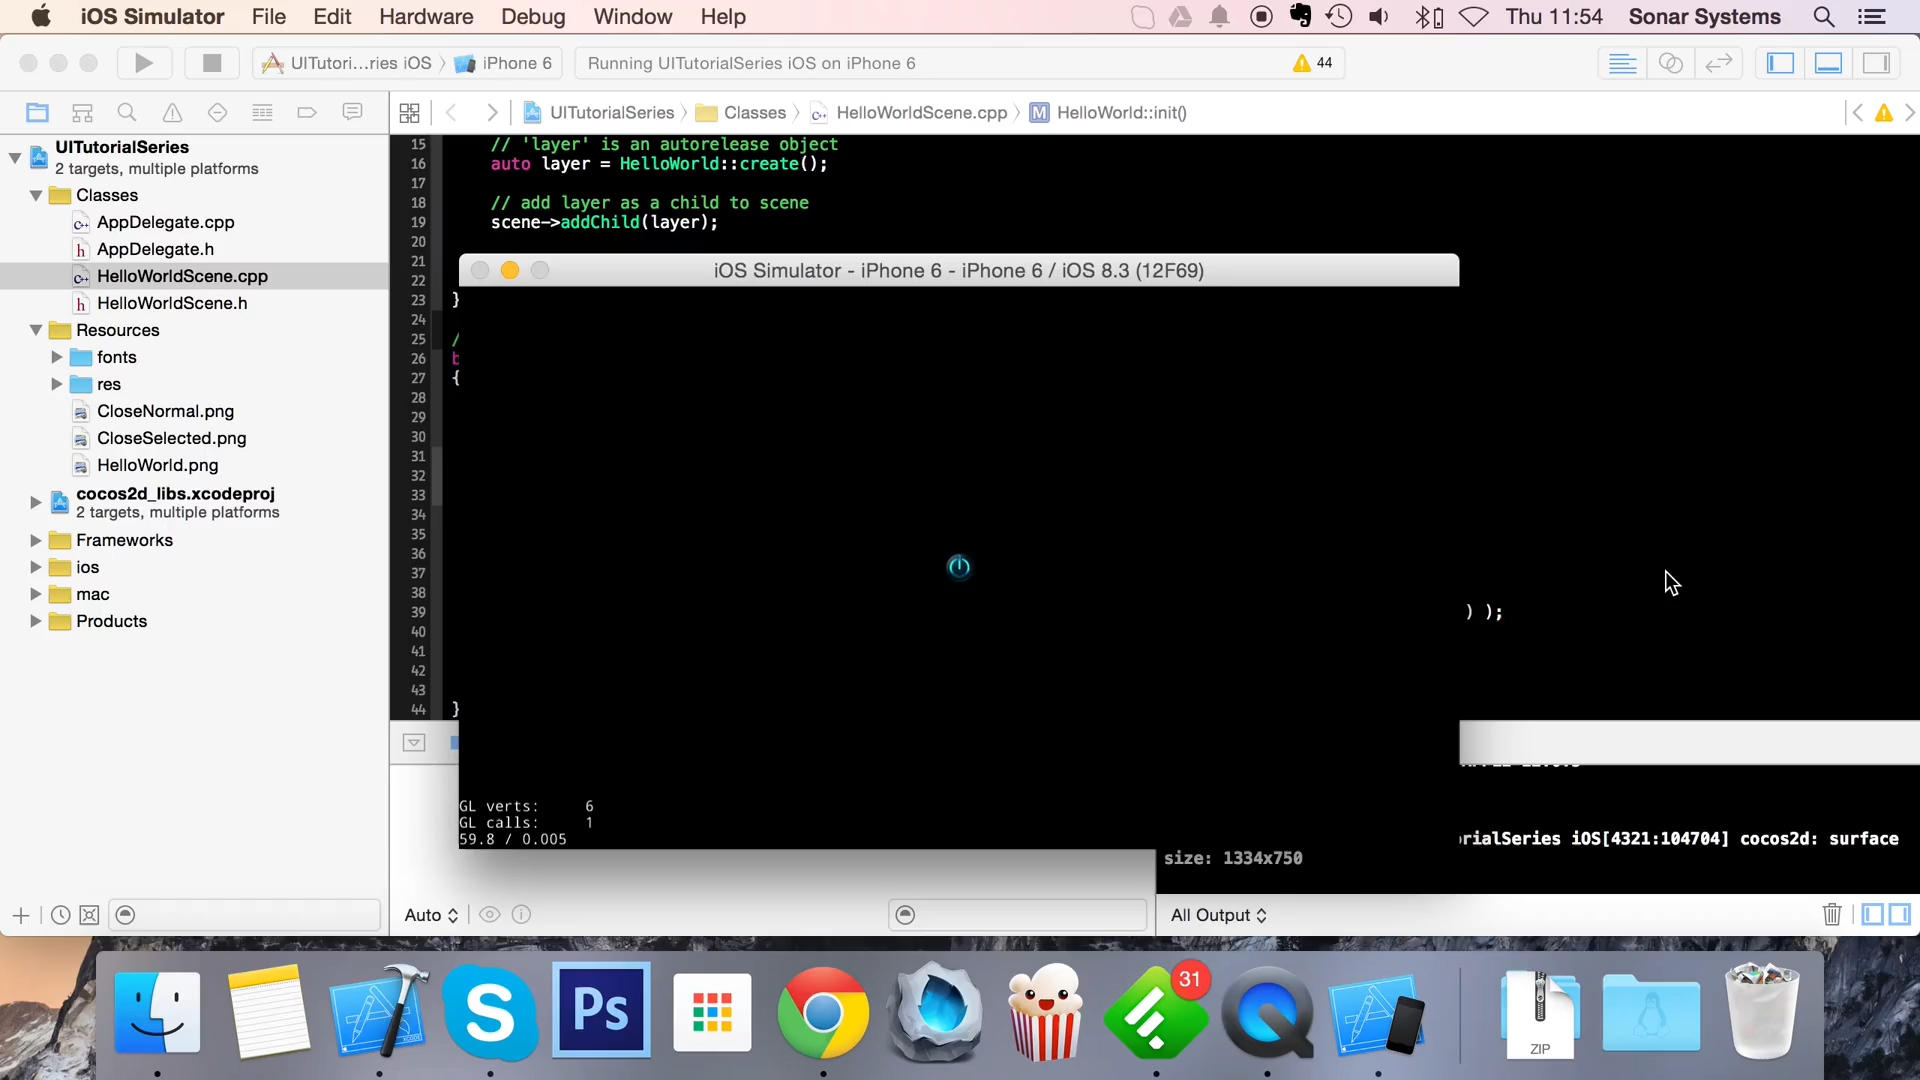 iOS Simulator File Edit Hardware Debug Window Help Thu 11:54 Sonar Systems
UITutori...ries iOS iPhone 6 Running UITutorialSeries iOS on iPhone 6 44
UITutorialSeries Classes HelloWorldScene.cpp M HelloWorld::init()
UITutorialSeries
2 targets, multiple platforms
Classes
AppDelegate.cpp
AppDelegate.h
HelloWorldScene.cpp
HelloWorldScene.h
Resources
fonts
res
CloseNormal.png
CloseSelected.png
HelloWorld.png
cocos2d_libs.xcodeproj
2 targets, multiple platforms
Frameworks
ios
mac
Products
15 // 'layer' is an autorelease object
16 auto layer = HelloWorld::create();
17
18 // add layer as a child to scene
19 scene->addChild(layer);
20
21
22
23 }
24
25 /
26 b
27 {
28
29
30
31
32
33
34
35
36
37
38
39 ) );
40
41
42
43
44 }
iOS Simulator - iPhone 6 - iPhone 6 / iOS 8.3 (12F69)
GL verts: 6
GL calls: 1
59.8 / 0.005
rialSeries iOS[4321:104704] cocos2d: surface
size: 1334x750
Auto All Output
Ps 31 ZIP